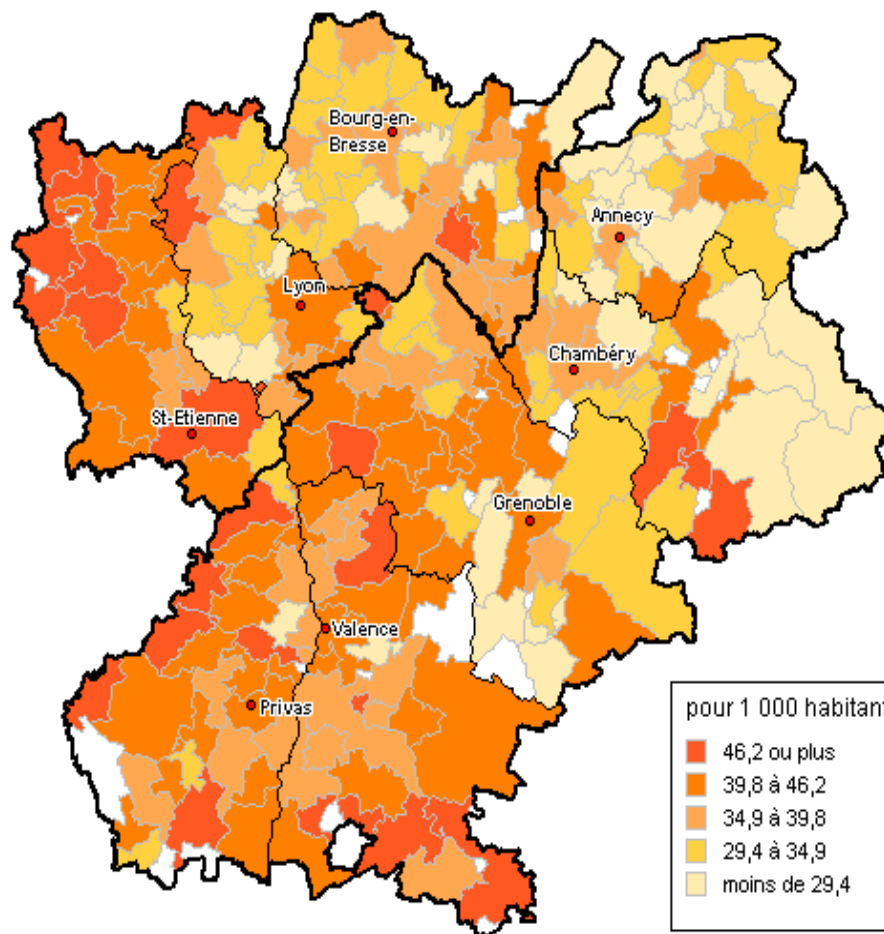 Bourg-en-
Bresse
Annecy
Lyon
Chambéry
St-Etienne
Grenoble
Valence
Privas
pour 1 000 habitant
46,2 ou plus
39,8 à 46,2
34,9 à 39,8
29,4 à 34,9
moins de 29,4